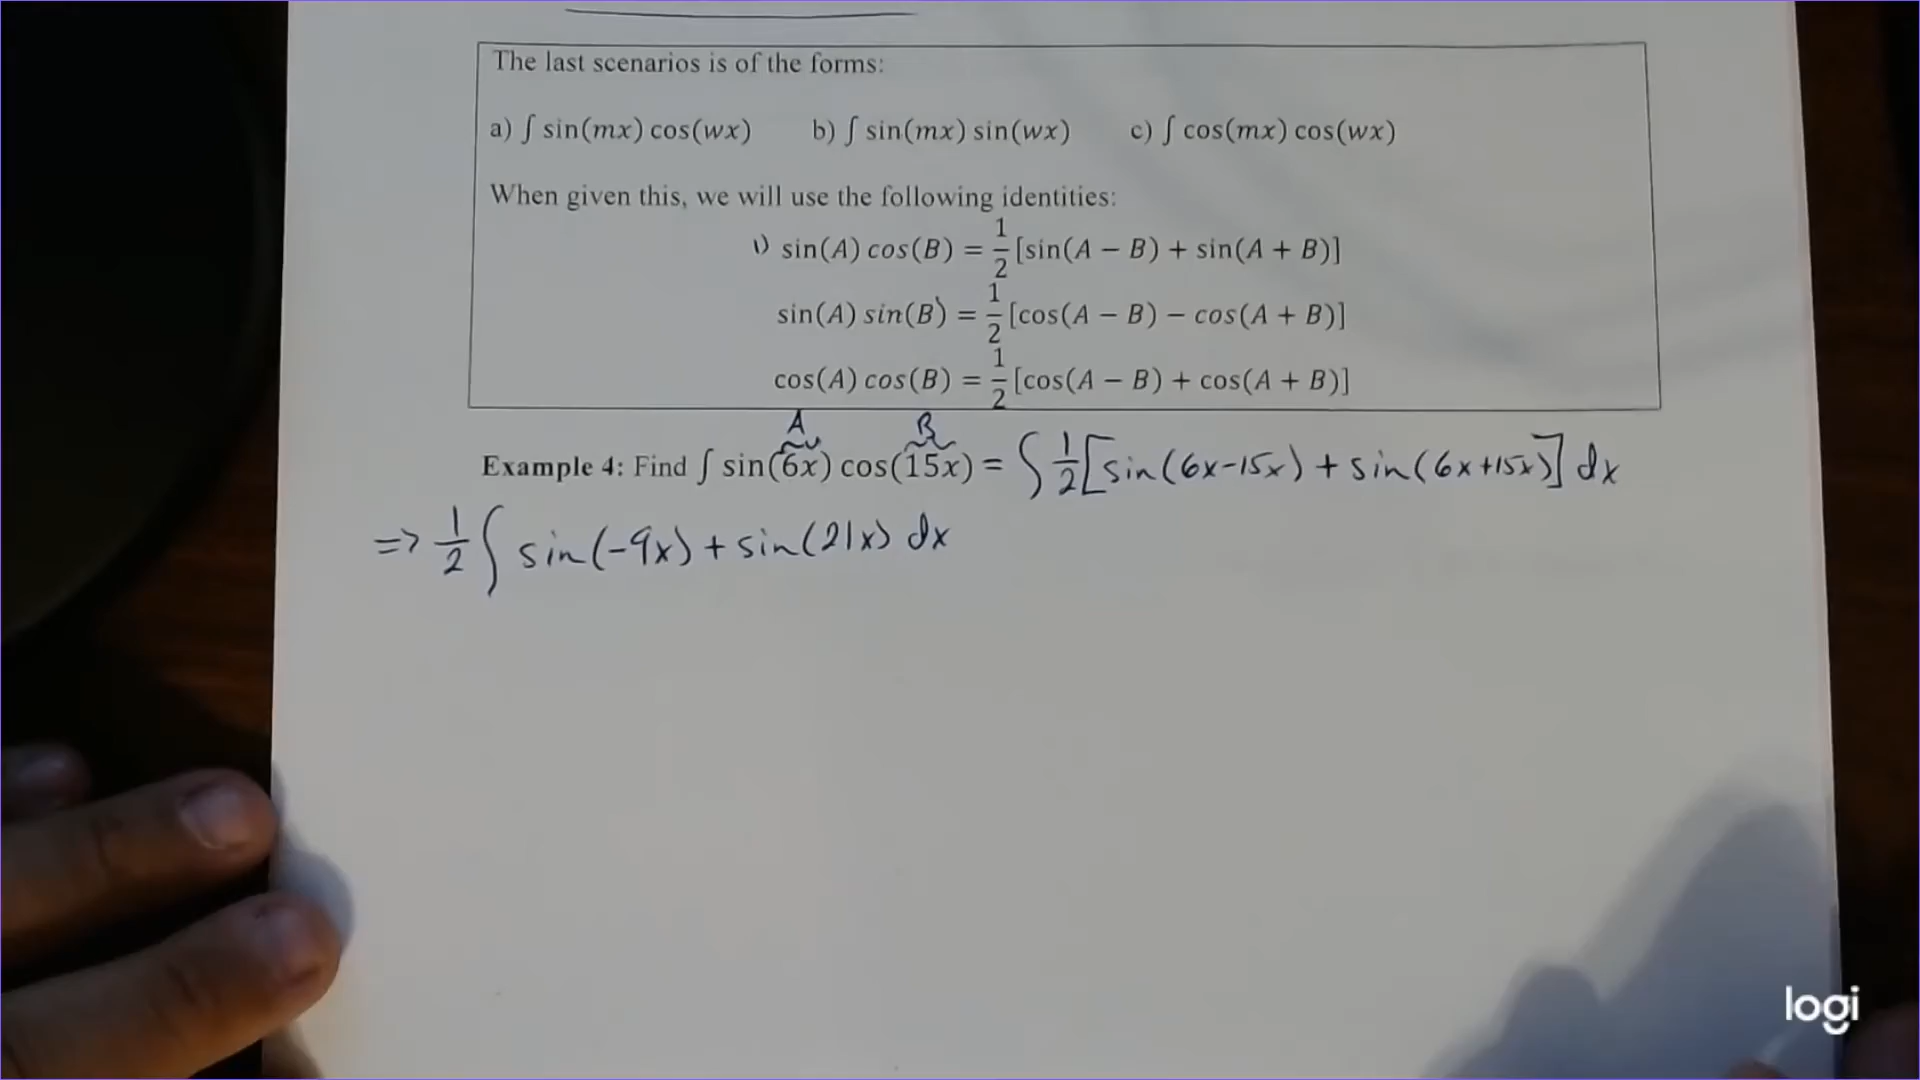 The last scenarios is of the forms:
a) ∫ sin(mx) cos(wx) b) ∫ sin(mx) sin(wx) c) ∫ cos(mx) cos(wx)
When given this, we will use the following identities:
1) sin(A) cos(B) = 1/2 [sin(A − B) + sin(A + B)]
sin(A) sin(B) = 1/2 [cos(A − B) − cos(A + B)]
cos(A) cos(B) = 1/2 [cos(A − B) + cos(A + B)]
A B
Example 4: Find ∫ sin(6x) cos(15x) = ∫ 1/2 [sin(6x-15x) + sin(6x+15x)] dx
=> 1/2 ∫ sin(-9x) + sin(21x) dx
logi